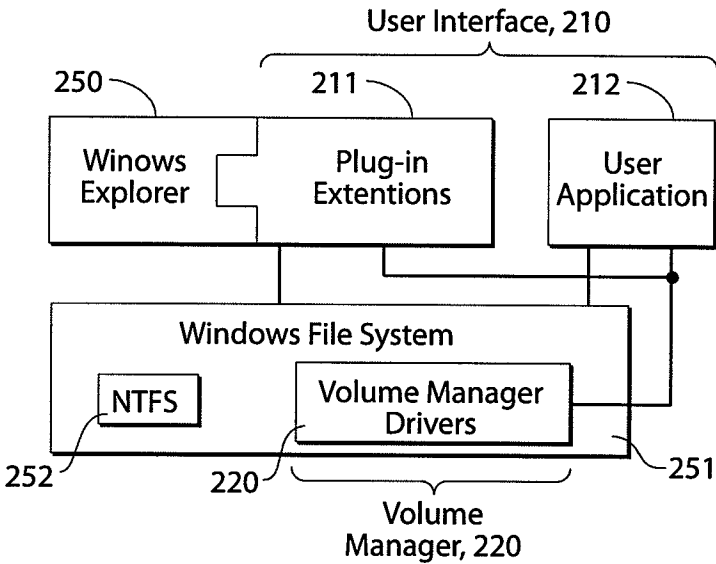 User Interface, 210
250
211
212
Winows
Explorer
Plug-in
Extentions
User
Application
Windows File System
NTFS
Volume Manager
Drivers
252
220
251
Volume
Manager, 220